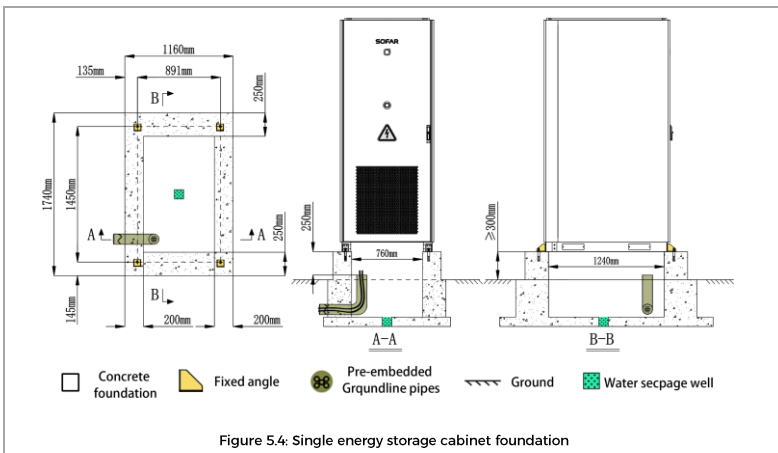 1160mm
135mm
891mm
B
250mm
1740mm
1450mm
A
A
250mm
B
145mm
200mm
200mm
SOFAR
250mm
760mm
A-A
≥300mm
1240mm
B-B
Concrete
foundation
Fixed angle
Pre-embedded
Grqundline pipes
Ground
Water secpage well
Figure 5.4: Single energy storage cabinet foundation